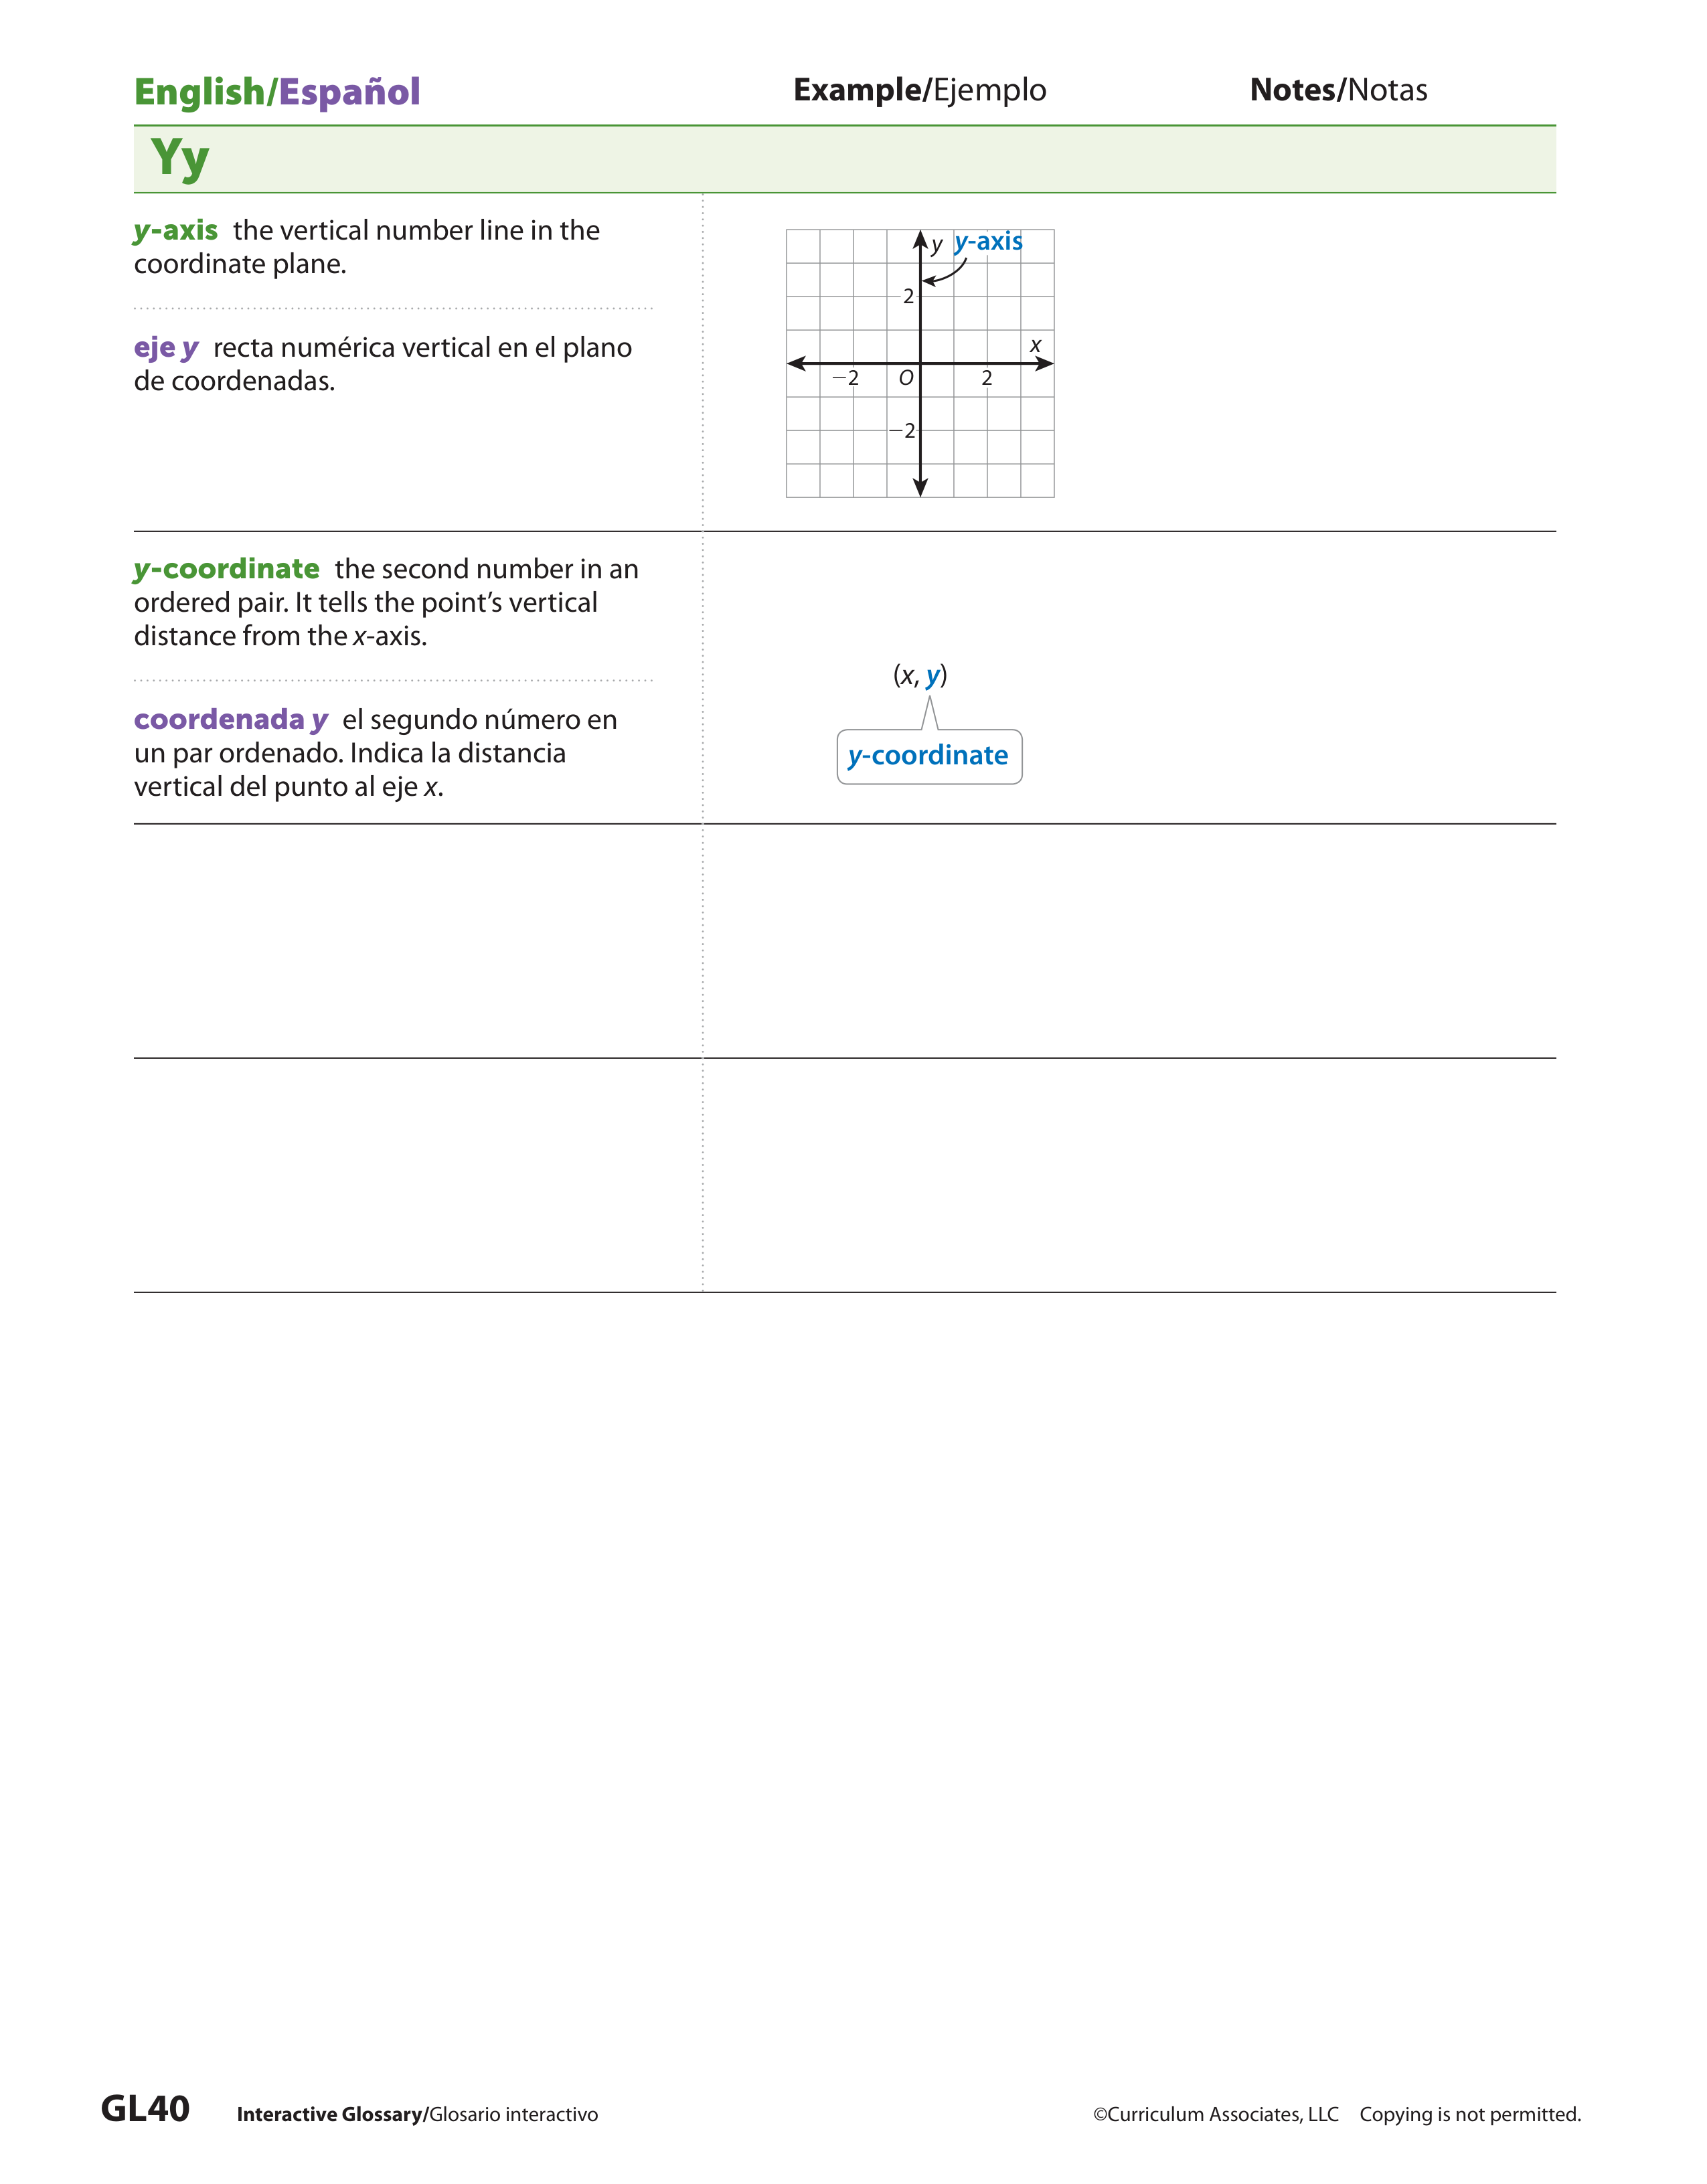 English/Español
Example/Ejemplo
Notes/Notas
Yy
y-axis the vertical number line in the
coordinate plane.
eje y recta numérica vertical en el plano
de coordenadas.
y y-axis
2
x
−2 O 2
−2
y-coordinate the second number in an
ordered pair. It tells the point’s vertical
distance from the x-axis.
coordenada y el segundo número en
un par ordenado. Indica la distancia
vertical del punto al eje x.
(x, y)
y-coordinate
GL40 Interactive Glossary/Glosario interactivo
©Curriculum Associates, LLC Copying is not permitted.